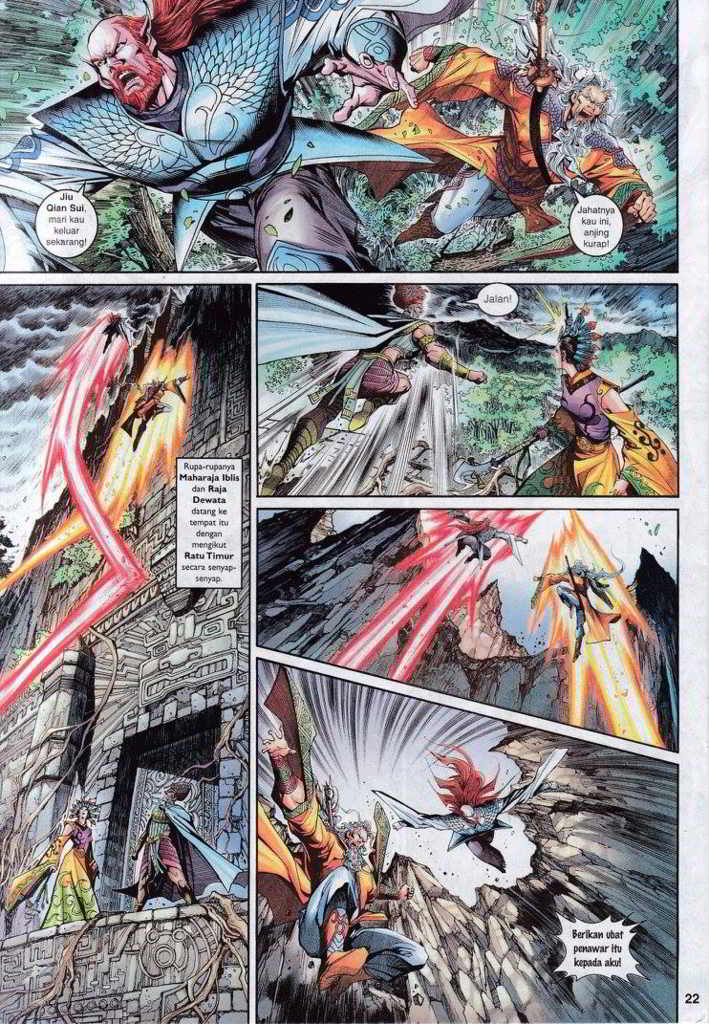 Jiu
Qian Sui,
mari kau
keluar
sekarang!
Jahatnya
kau ini,
anjing
kurap!
Rupa-rupanya
Maharaja Iblis
dan Raja
Dewata
datang ke
tempat itu
dengan
mengikut
Ratu Timur
secara senyap-
senyap.
Jalan!
Berikan ubat
penawar itu
kepada aku!
22